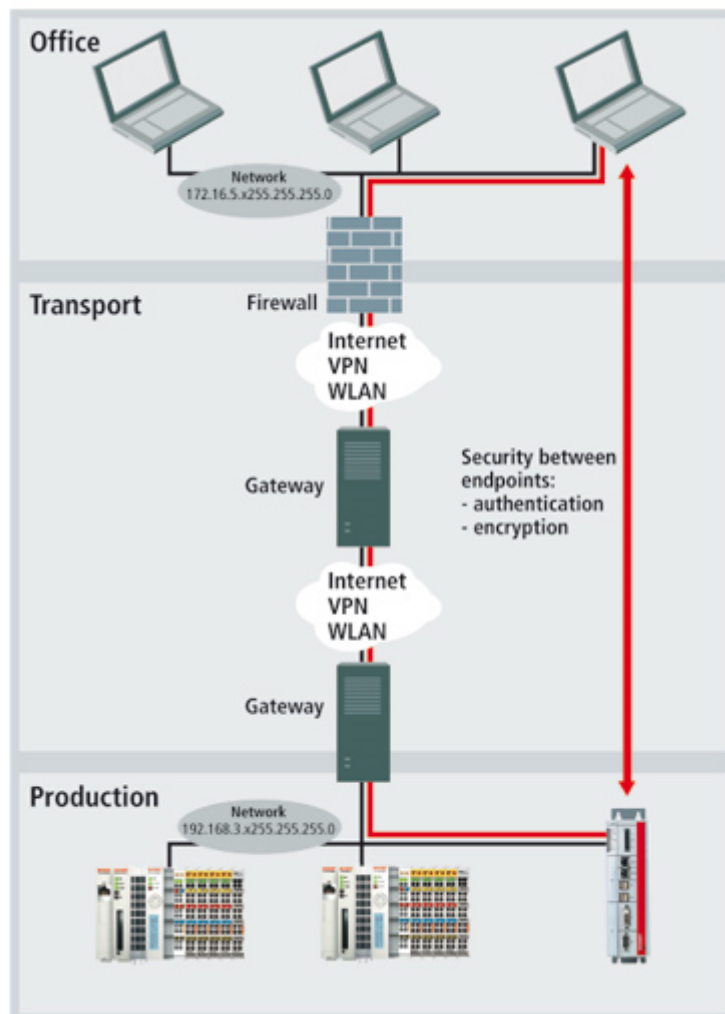 Office
Network
172.16.5.x255.255.255.0
Transport
Firewall
Internet
VPN
WLAN
Gateway
Security between
endpoints:
- authentication
- encryption
Internet
VPN
WLAN
Gateway
Production
Network
192.168.3.x255.255.255.0